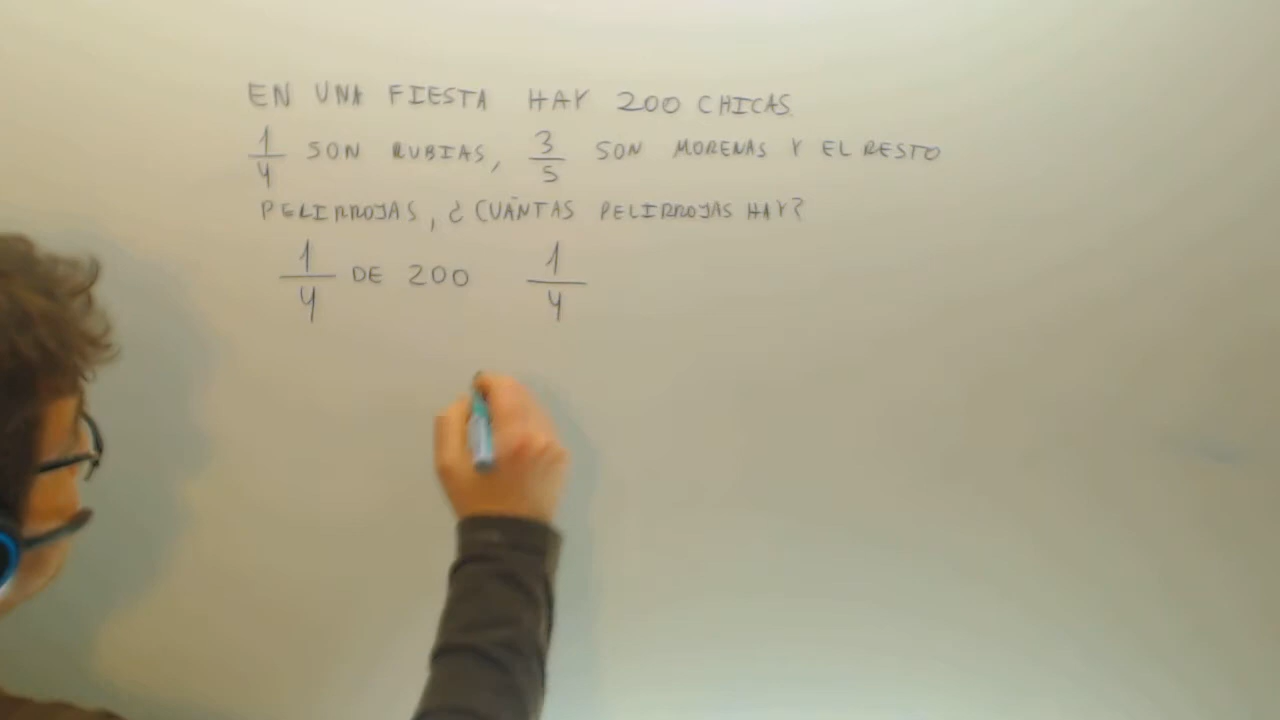 EN UNA FIESTA HAY 200 CHICAS.
1/4 SON RUBIAS, 3/5 SON MORENAS Y EL RESTO
PELIRROJAS, ¿CUÁNTAS PELIRROJAS HAY?
1/4 DE 200 1/4